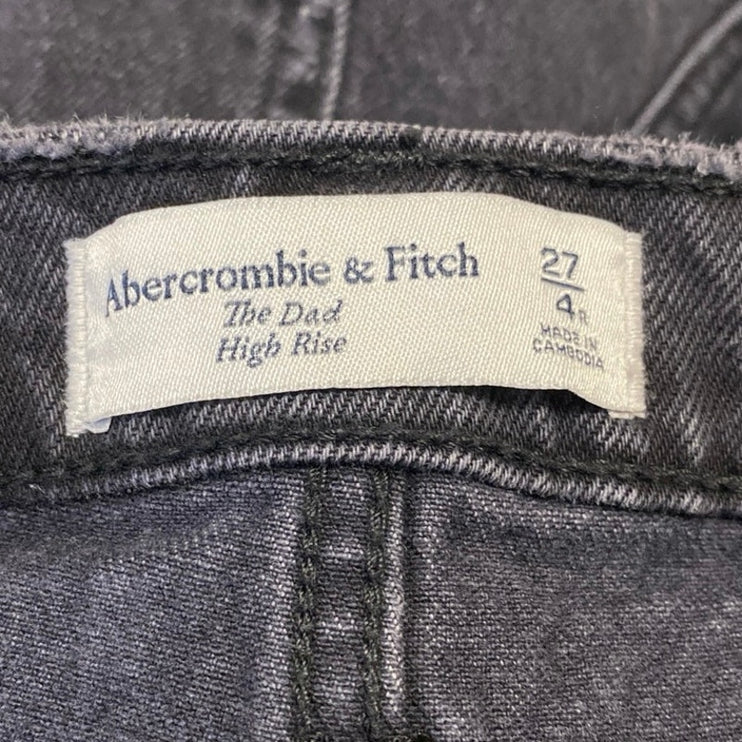 Abercrombie & Fitch
The Dad
High Rise
27
4R
MADE IN
CAMBODIA